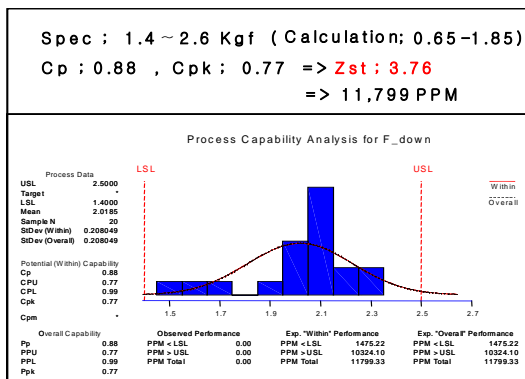 Spec ; 1.4 ~ 2.6 Kgf ( Calculation; 0.65-1.85)
Cp ; 0.88 , Cpk ; 0.77 => Zst ; 3.76
=> 11,799 PPM
Process Capability Analysis for F_down
Process Data
USL 2.5000
Target *
LSL 1.4000
Mean 2.0185
Sample N 20
StDev (Within) 0.208049
StDev (Overall) 0.208049
Potential (Within) Capability
Cp 0.88
CPU 0.77
CPL 0.99
Cpk 0.77
Cpm *
LSL
USL
Within
Overall
1.5 1.7 1.9 2.1 2.3 2.5 2.7
Overall Capability
Pp 0.88
PPU 0.77
PPL 0.99
Ppk 0.77
Observed Performance
PPM < LSL 0.00
PPM > USL 0.00
PPM Total 0.00
Exp. "Within" Performance
PPM < LSL 1475.22
PPM > USL 10324.10
PPM Total 11799.33
Exp. "Overall" Performance
PPM < LSL 1475.22
PPM > USL 10324.10
PPM Total 11799.33